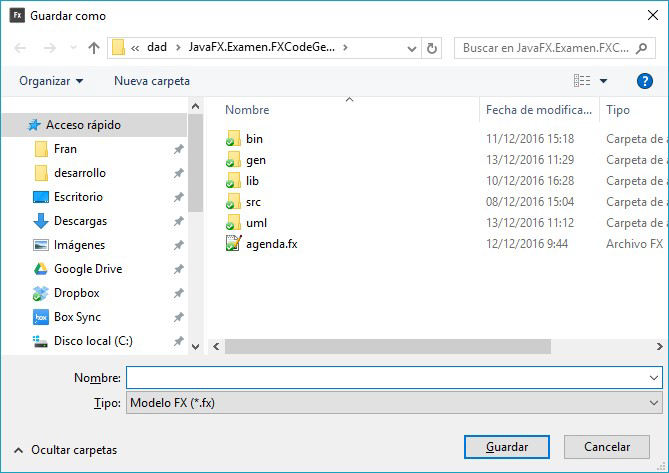 Fx Guardar como
« dad > JavaFX.Examen.FXCodeGe... > Buscar en JavaFX.Examen.FXC...
Organizar Nueva carpeta
Nombre Fecha de modifica... Tipo
Acceso rápido
Fran
desarrollo
Escritorio
Descargas
Imágenes
Google Drive
Dropbox
box Box Sync
Disco local (C:)
bin 11/12/2016 15:18 Carpeta de a
gen 13/12/2016 11:29 Carpeta de a
lib 10/12/2016 16:28 Carpeta de a
src 08/12/2016 15:04 Carpeta de a
uml 13/12/2016 11:12 Carpeta de a
agenda.fx 12/12/2016 9:44 Archivo FX
Nombre:
Tipo: Modelo FX (*.fx)
Ocultar carpetas Guardar Cancelar